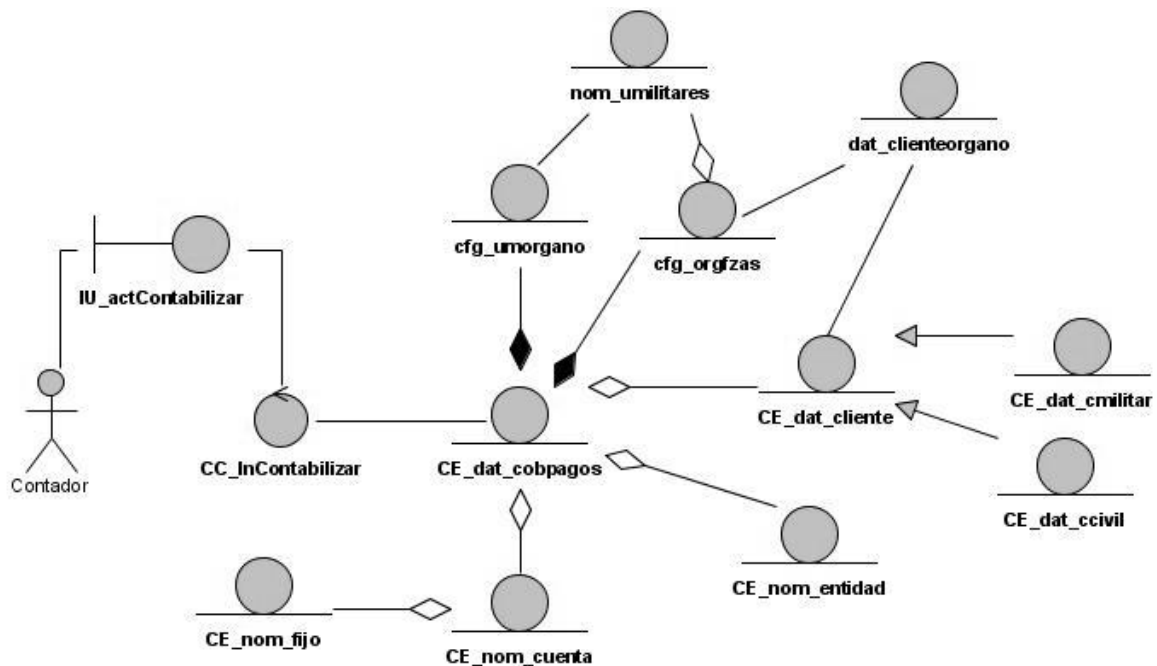 nom_umilitares
dat_clienteorgano
cfg_umorgano
cfg_orgfzas
IU_actContabilizar
CE_dat_cmilitar
CE_dat_cliente
CC_InContabilizar
CE_dat_cobpagos
Contador
CE_dat_ccivil
CE_nom_entidad
CE_nom_fijo
CE_nom_cuenta